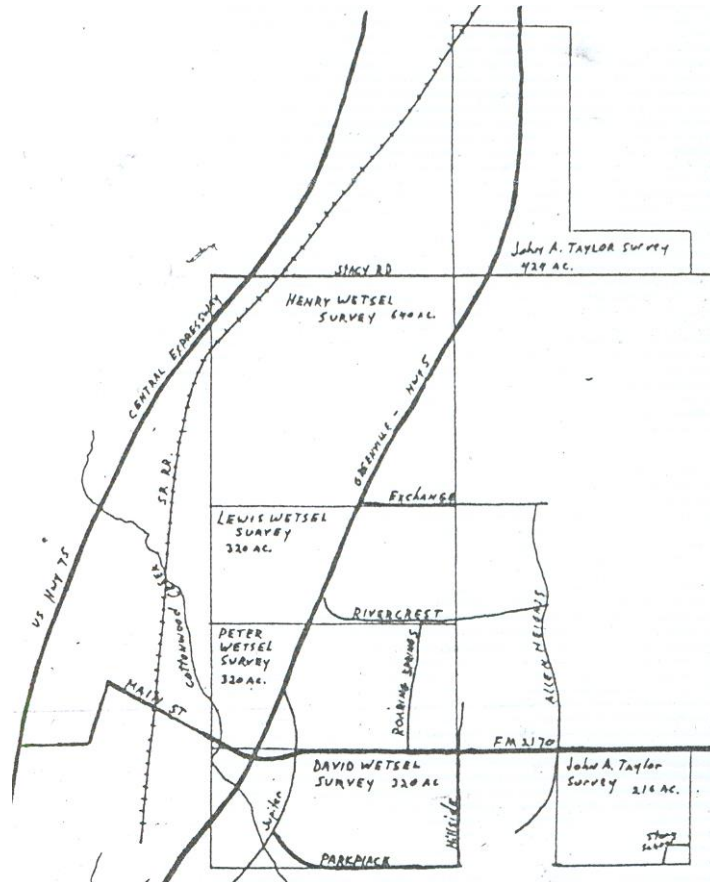 John A. TAYLOR SURVEY
424 AC.
STACY RD
HENRY WETSEL
SURVEY 640 AC.
CENTRAL EXPRESSWAY
GREENVILLE - HWY 5
S.P. RR.
EXCHANGE
LEWIS WETSEL
SURVEY
320 AC.
US HWY 75
COTTONWOOD CREEK
RIVERCREST
PETER
WETSEL
SURVEY
320 AC.
ROARING SPRINGS
ALLEN HEIGHTS
MAIN ST
FM 2170
DAVID WETSEL
SURVEY 320 AC
John A. Taylor
Survey
216 AC.
Jupiter
Hillside
PARKPLACE